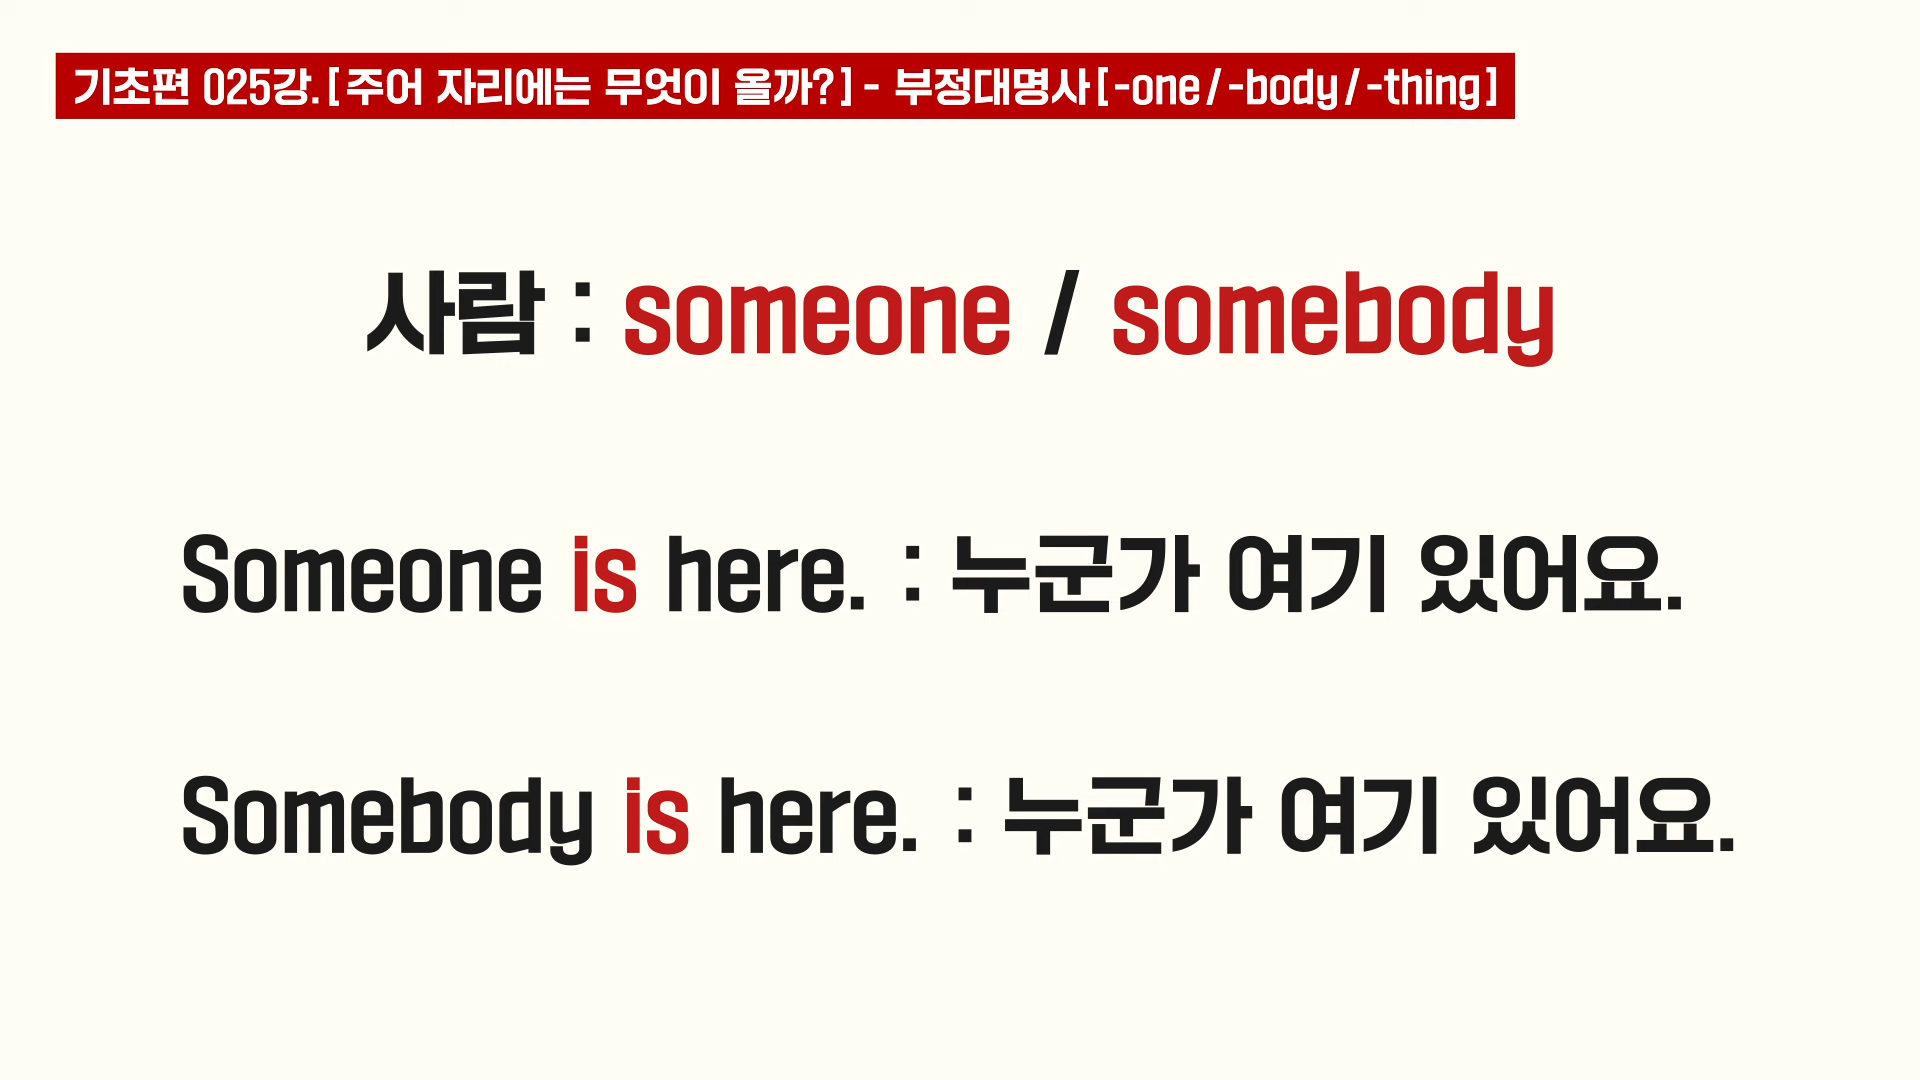 기초편 025강. [주어 자리에는 무엇이 올까?] - 부정대명사 [-one / -body / -thing]
사람 : someone / somebody
Someone is here. : 누군가 여기 있어요.
Somebody is here. : 누군가 여기 있어요.